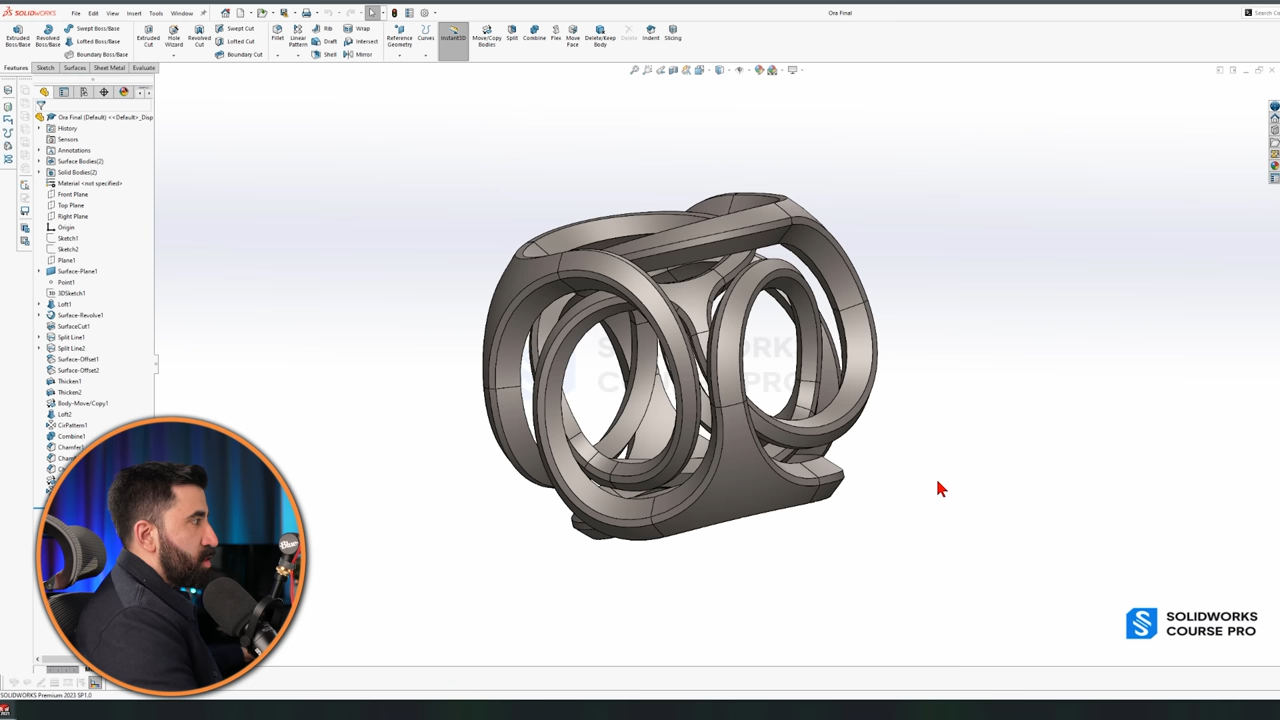 SOLIDWORKS File Edit View Insert Tools Window Ora Final Search Co
Extruded Boss/Base Revolved Boss/Base Swept Boss/Base Lofted Boss/Base Boundary Boss/Base Extruded Cut Hole Wizard Revolved Cut Swept Cut Lofted Cut Boundary Cut Fillet Linear Pattern Rib Draft Shell Wrap Intersect Mirror Reference Geometry Curves Instant3D Move/Copy Bodies Split Combine Flex Move Face Delete/Keep Body Delete Indent Slicing
Features Sketch Surfaces Sheet Metal Evaluate
Ora Final (Default) <<Default>_Disp
History
Sensors
Annotations
Surface Bodies(2)
Solid Bodies(2)
Material <not specified>
Front Plane
Top Plane
Right Plane
Origin
Sketch1
Sketch2
Plane1
Surface-Plane1
Point1
3DSketch1
Loft1
Surface-Revolve1
SurfaceCut1
Split Line1
Split Line2
Surface-Offset1
Surface-Offset2
Thicken1
Thicken2
Body-Move/Copy1
Loft2
CirPattern1
Combine1
Chamfer
Cham
Blue
SOLIDWORKS
COURSE PRO
SOLIDWORKS Premium 2023 SP1.0